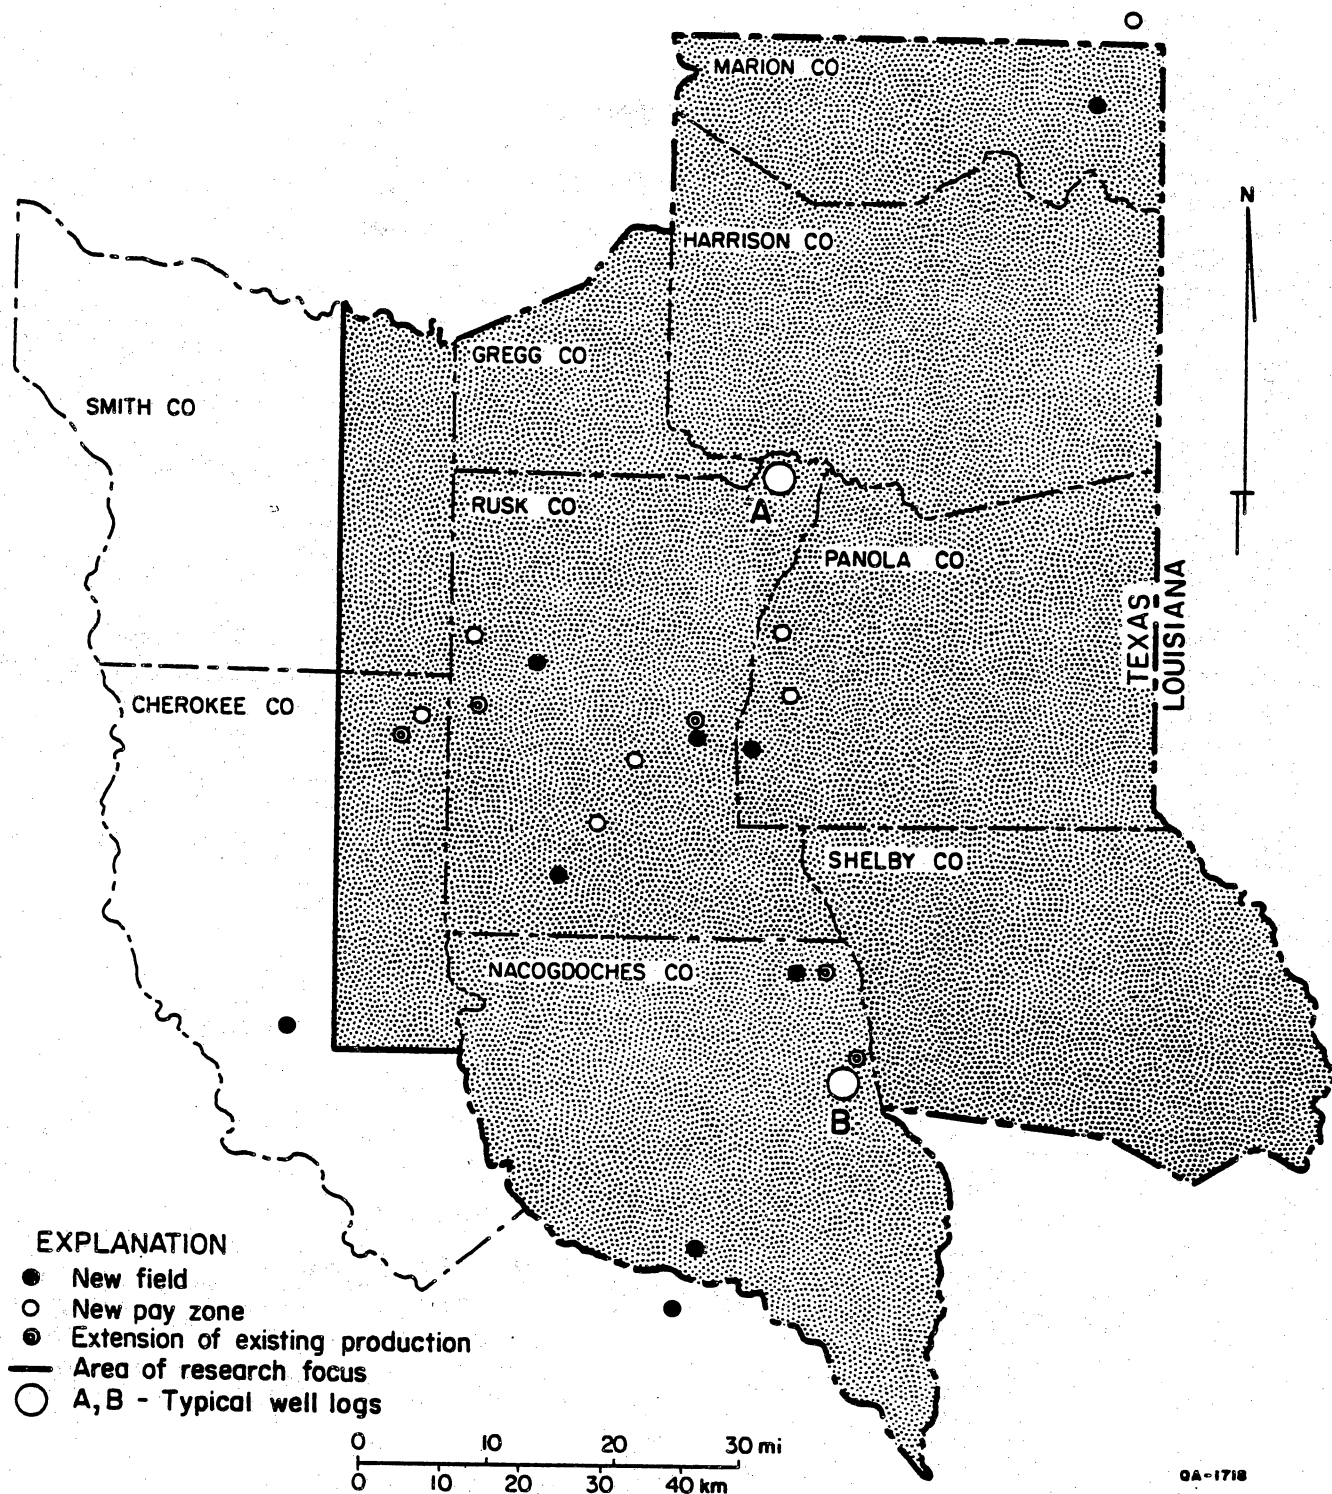 MARION CO
N
HARRISON CO
GREGG CO
SMITH CO
RUSK CO
A
PANOLA CO
TEXAS
LOUISIANA
CHEROKEE CO
SHELBY CO
NACOGDOCHES CO
B
EXPLANATION
New field
New pay zone
Extension of existing production
Area of research focus
A, B - Typical well logs
0 10 20 30 mi
0 10 20 30 40 km
QA-1718